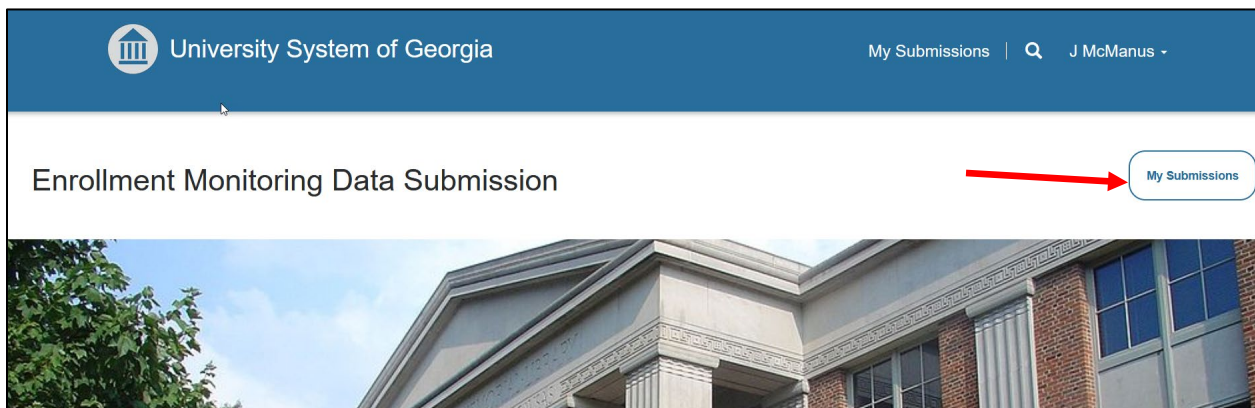 University System of Georgia
My Submissions
J McManus
Enrollment Monitoring Data Submission
My Submissions